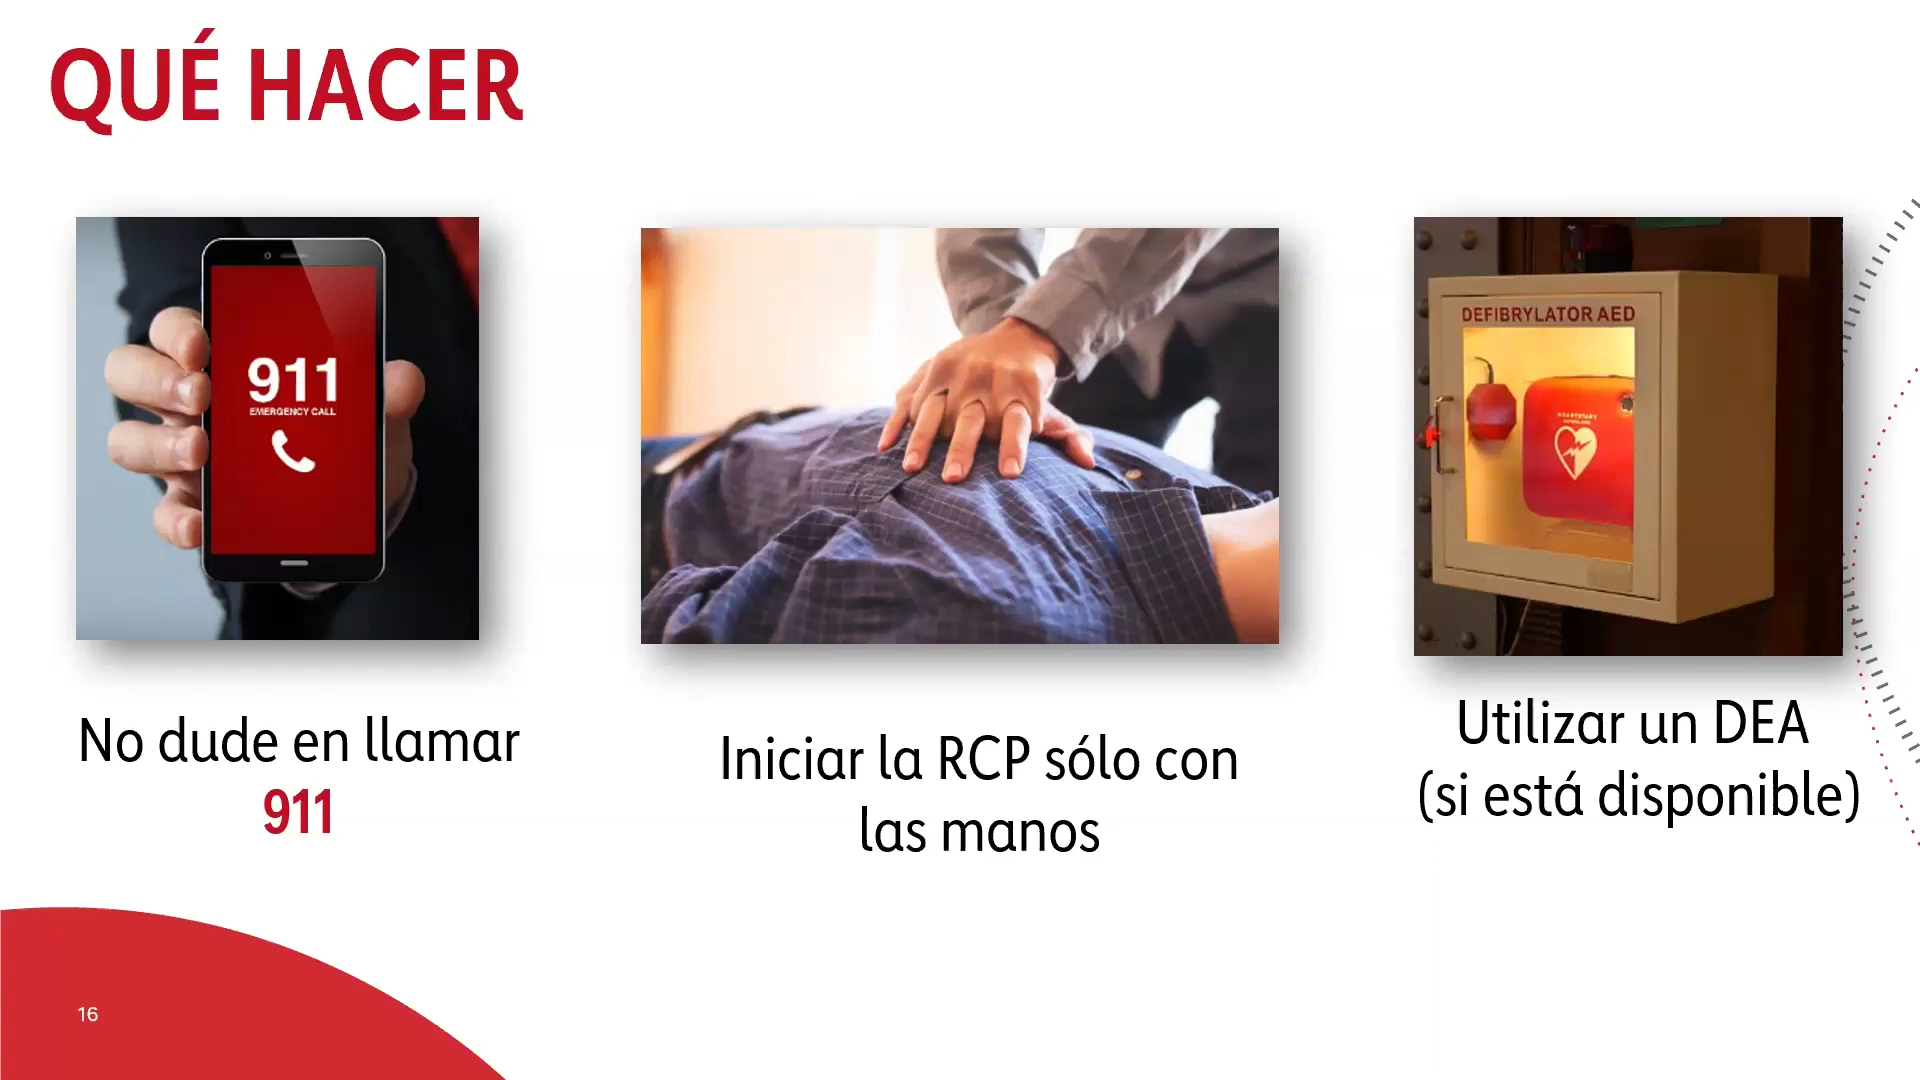 QUÉ HACER
911
EMERGENCY CALL
DEFIBRYLATOR AED
HEARTSTART
No dude en llamar
911
Iniciar la RCP sólo con
las manos
Utilizar un DEA
(si está disponible)
16